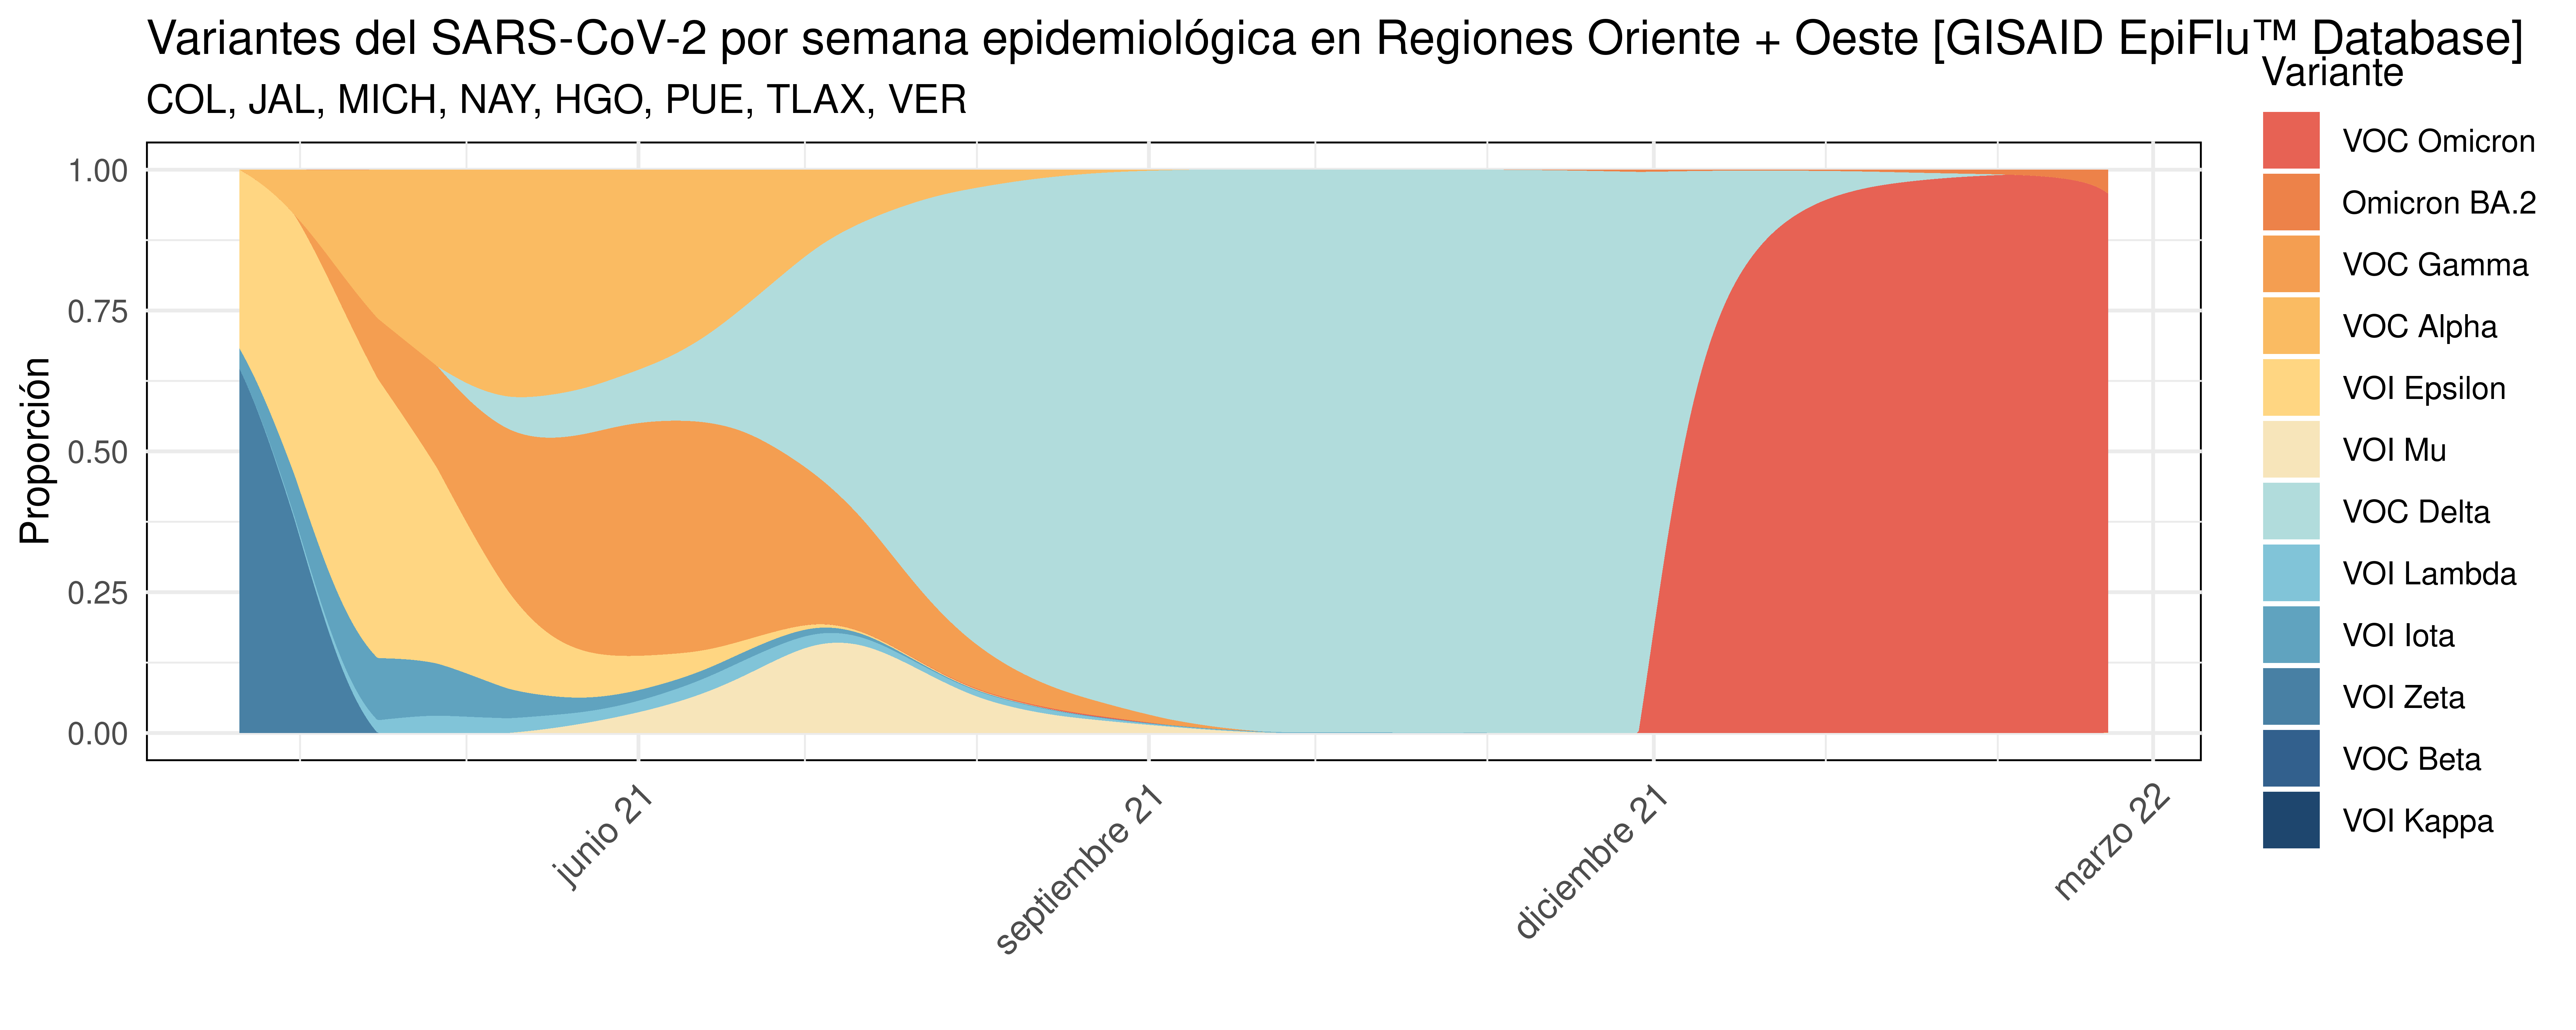 Variantes del SARS-CoV-2 por semana epidemiológica en Regiones Oriente + Oeste [GISAID EpiFlu™ Database]
COL, JAL, MICH, NAY, HGO, PUE, TLAX, VER
Proporción
1.00
0.75
0.50
0.25
0.00
junio 21
septiembre 21
diciembre 21
marzo 22
Variante
VOC Omicron
Omicron BA.2
VOC Gamma
VOC Alpha
VOI Epsilon
VOI Mu
VOC Delta
VOI Lambda
VOI Iota
VOI Zeta
VOC Beta
VOI Kappa